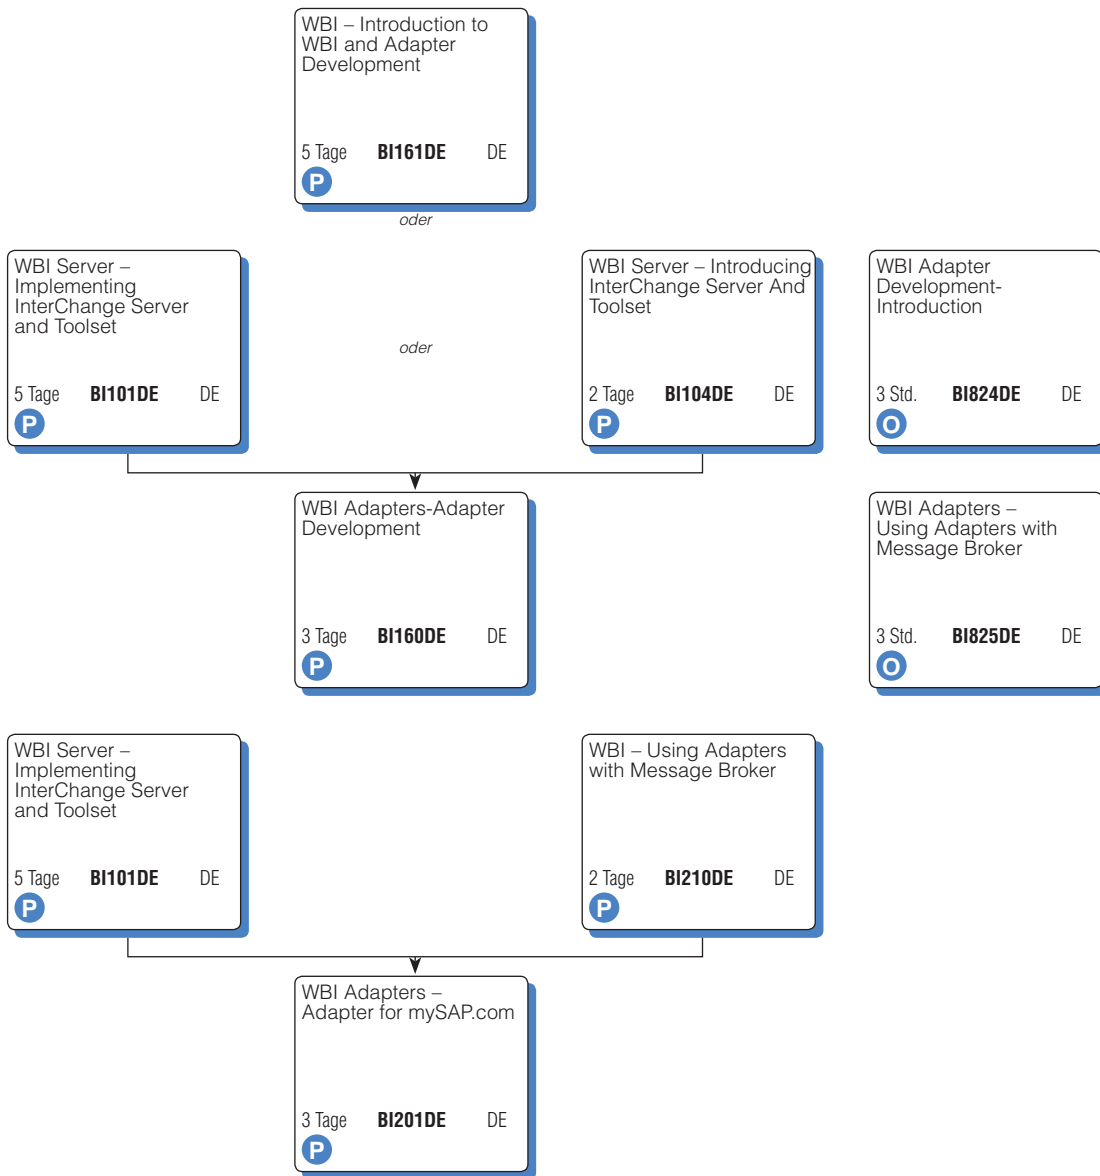 WBI – Introduction to
WBI and Adapter
Development
5 Tage BI161DE DE
P
oder
WBI Server –
Implementing
InterChange Server
and Toolset
5 Tage BI101DE DE
P
oder
WBI Server – Introducing
InterChange Server And
Toolset
2 Tage BI104DE DE
P
WBI Adapter
Development-
Introduction
3 Std. BI824DE DE
O
WBI Adapters-Adapter
Development
3 Tage BI160DE DE
P
WBI Adapters –
Using Adapters with
Message Broker
3 Std. BI825DE DE
O
WBI Server –
Implementing
InterChange Server
and Toolset
5 Tage BI101DE DE
P
WBI – Using Adapters
with Message Broker
2 Tage BI210DE DE
P
WBI Adapters –
Adapter for mySAP.com
3 Tage BI201DE DE
P